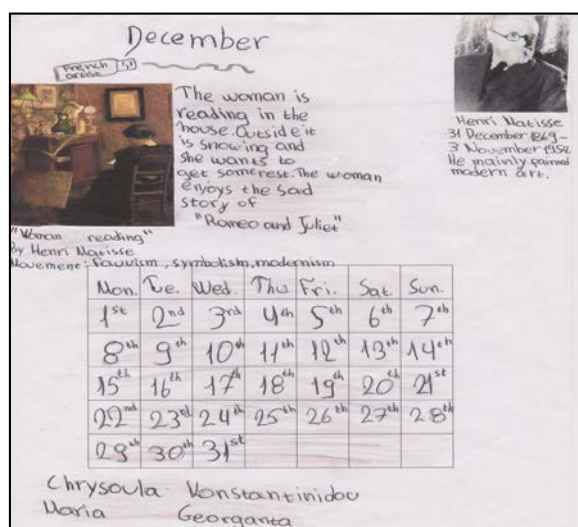 December
French
artist
The woman is
reading in the
house. Outside it
is snowing and
she wants to
get some rest. The woman
enjoys the sad
story of
"Romeo and Juliet"
Henri Matisse
31 December 1869-
3 November 1954
He mainly painted
modern art.
"Woman reading"
by Henri Matisse
Movement: fauvism, symbolism, modernism
Mon. Tue. Wed. Thu Fri. Sat. Sun.
1st 2nd 3rd 4th 5th 6th 7th
8th 9th 10th 11th 12th 13th 14th
15th 16th 17th 18th 19th 20th 21st
22nd 23rd 24th 25th 26th 27th 28th
29th 30th 31st
Chrysoula Konstantinidou
Maria Georganta